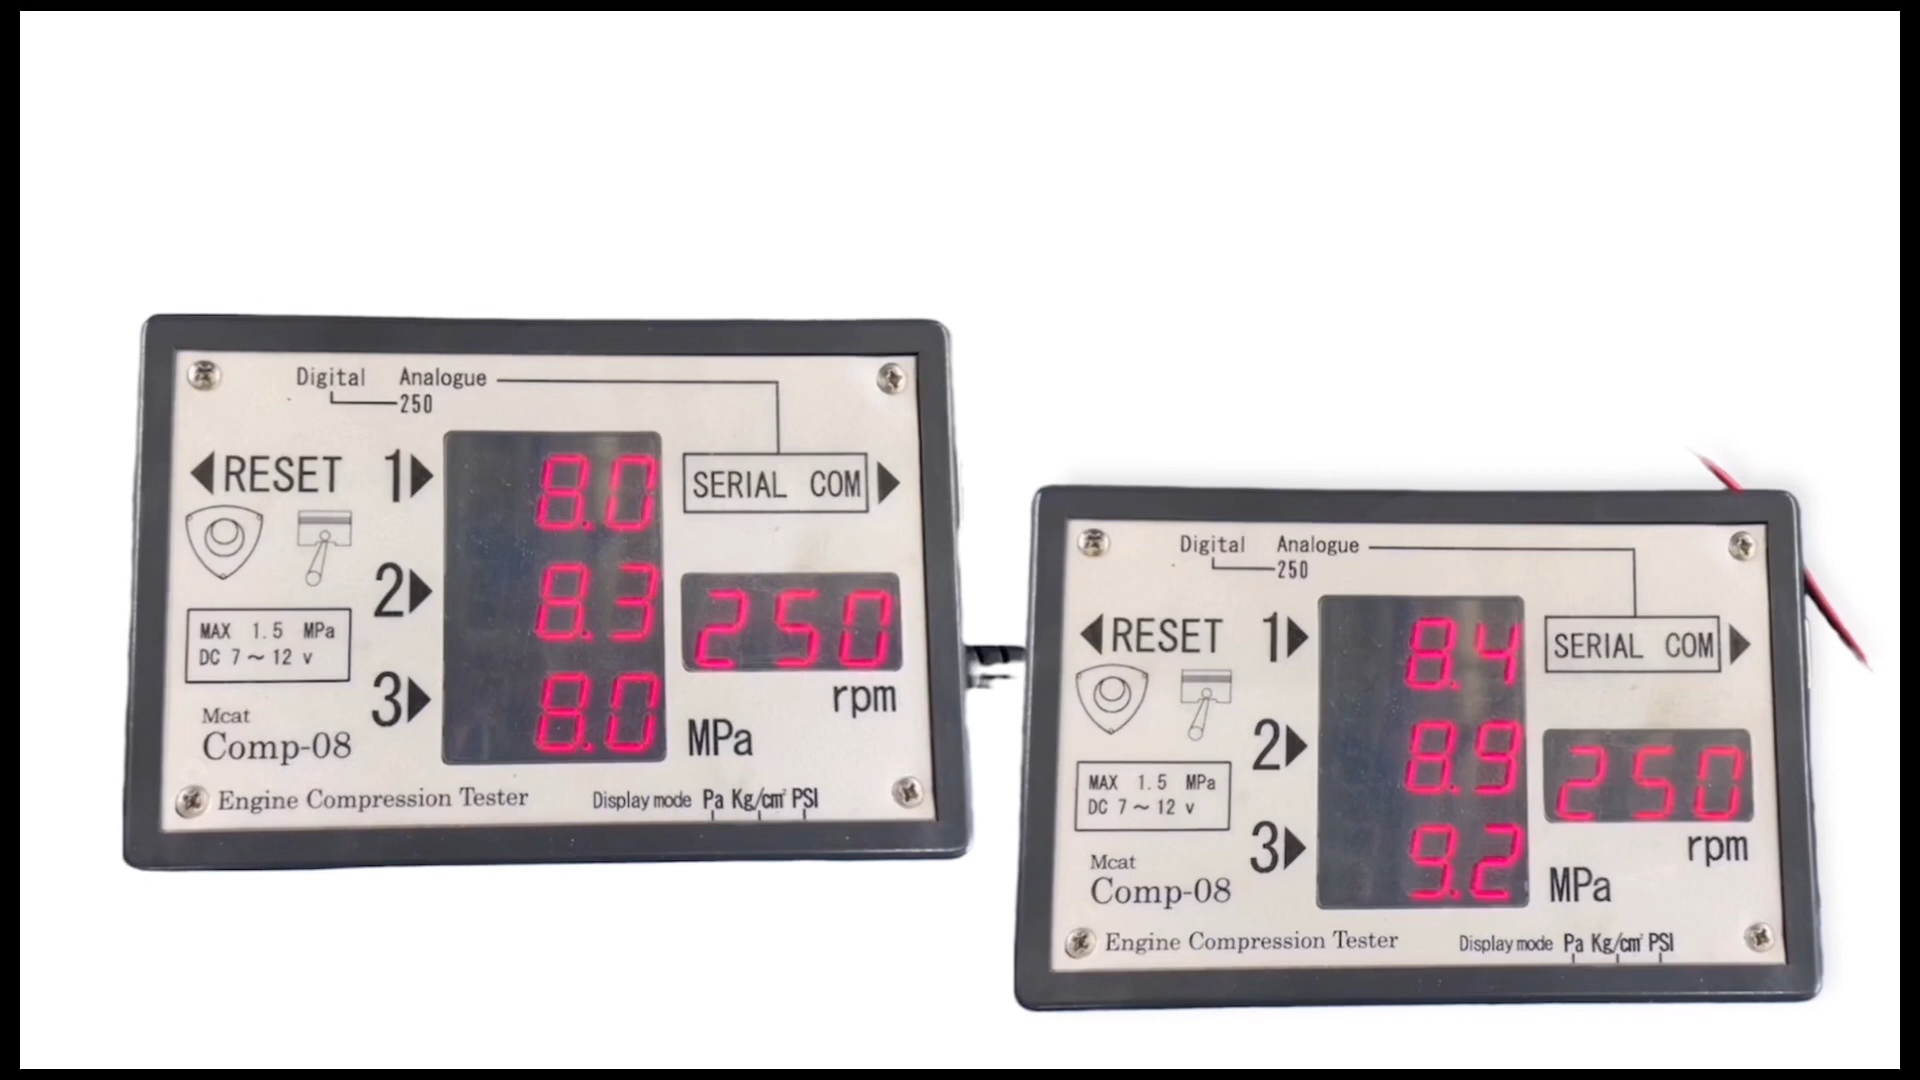 Digital Analogue
250
RESET 1 8.0 SERIAL COM
2 8.3 250
MAX 1.5 MPa
DC 7～12 v
rpm
3 8.0 MPa
Mcat
Comp-08
Engine Compression Tester Display mode Pa Kg/cm² PSI
Digital Analogue
250
RESET 1 8.4 SERIAL COM
2 8.9 250
MAX 1.5 MPa
DC 7～12 v
rpm
3 9.2 MPa
Mcat
Comp-08
Engine Compression Tester Display mode Pa Kg/cm² PSI